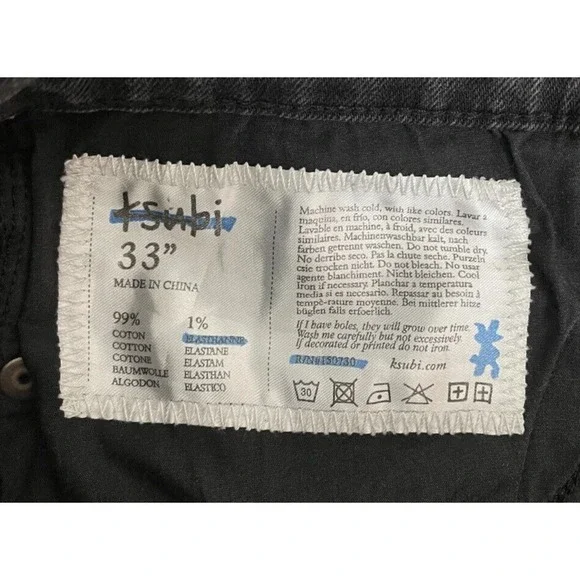 ksubi
33"
MADE IN CHINA
99%
COTON
COTTON
COTONE
BAUMWOLLE
ALGODON
1%
ELASTHANNE
ELASTANE
ELASTAM
ELASTHAN
ELASTICO
Machine wash cold, with like colors. Lavar a
maquina, en frio, con colores similares.
Lavable en machine, à froid, avec des coleurs
similaires. Machinenwaschbar kalt, nach
farben getrennt waschen. Do not tumble dry.
No derribe seco. Pas la chute seche. Purzeln
caie trocken nicht. Do not bleach. No usar
agente blanchiment. Nicht bleichen. Cool
iron if necessary. Planchar a temperatura
media si es necesario. Repassar au besoin à
tempé-rature moyenne. Bei mittlerer hitze
büglen falls erforlich.
If I have holes, they will grow over time.
Wash me carefully but not excessively.
If decorated or printed do not iron.
R/N#150730
ksubi.com
30